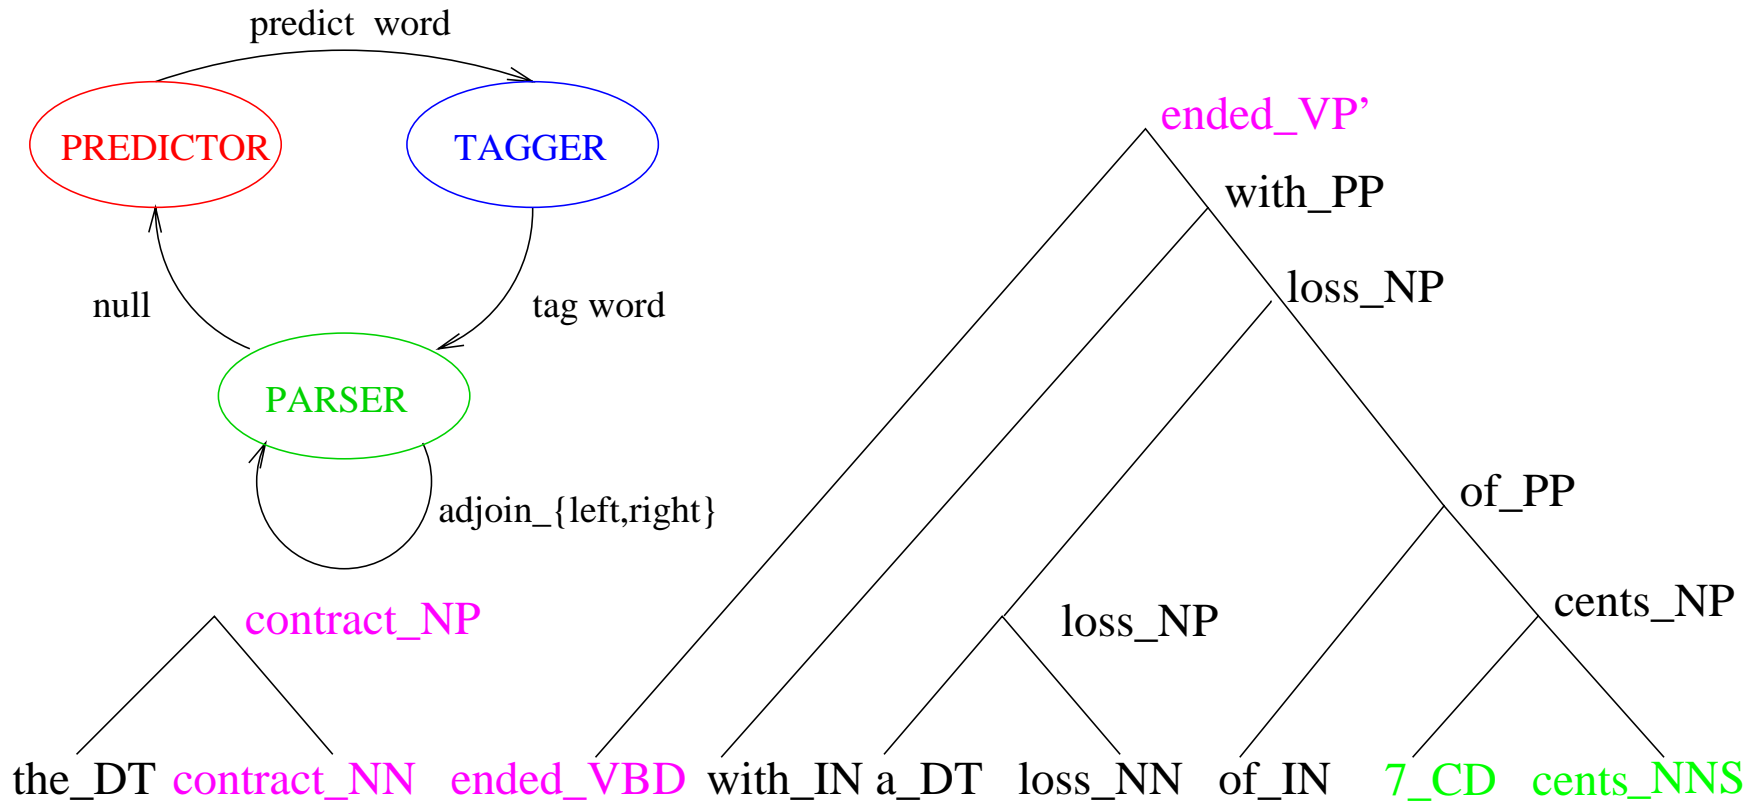 predict word
PREDICTOR
TAGGER
null
tag word
PARSER
adjoin_{left,right}
ended_VP’
with_PP
loss_NP
of_PP
cents_NP
contract_NP
loss_NP
the_DT contract_NN ended_VBD with_IN a_DT loss_NN of_IN 7_CD cents_NNS